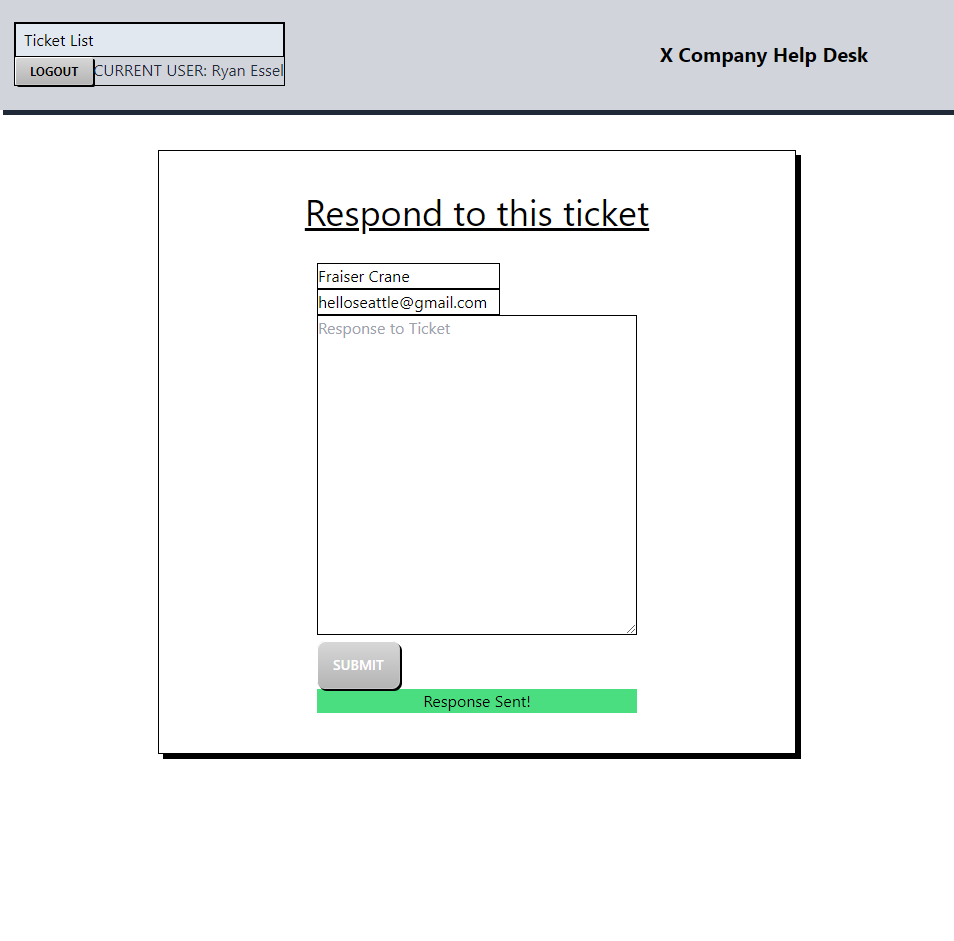 Ticket List
LOGOUT CURRENT USER: Ryan Essel
X Company Help Desk
Respond to this ticket
Fraiser Crane
helloseattle@gmail.com
Response to Ticket
SUBMIT
Response Sent!